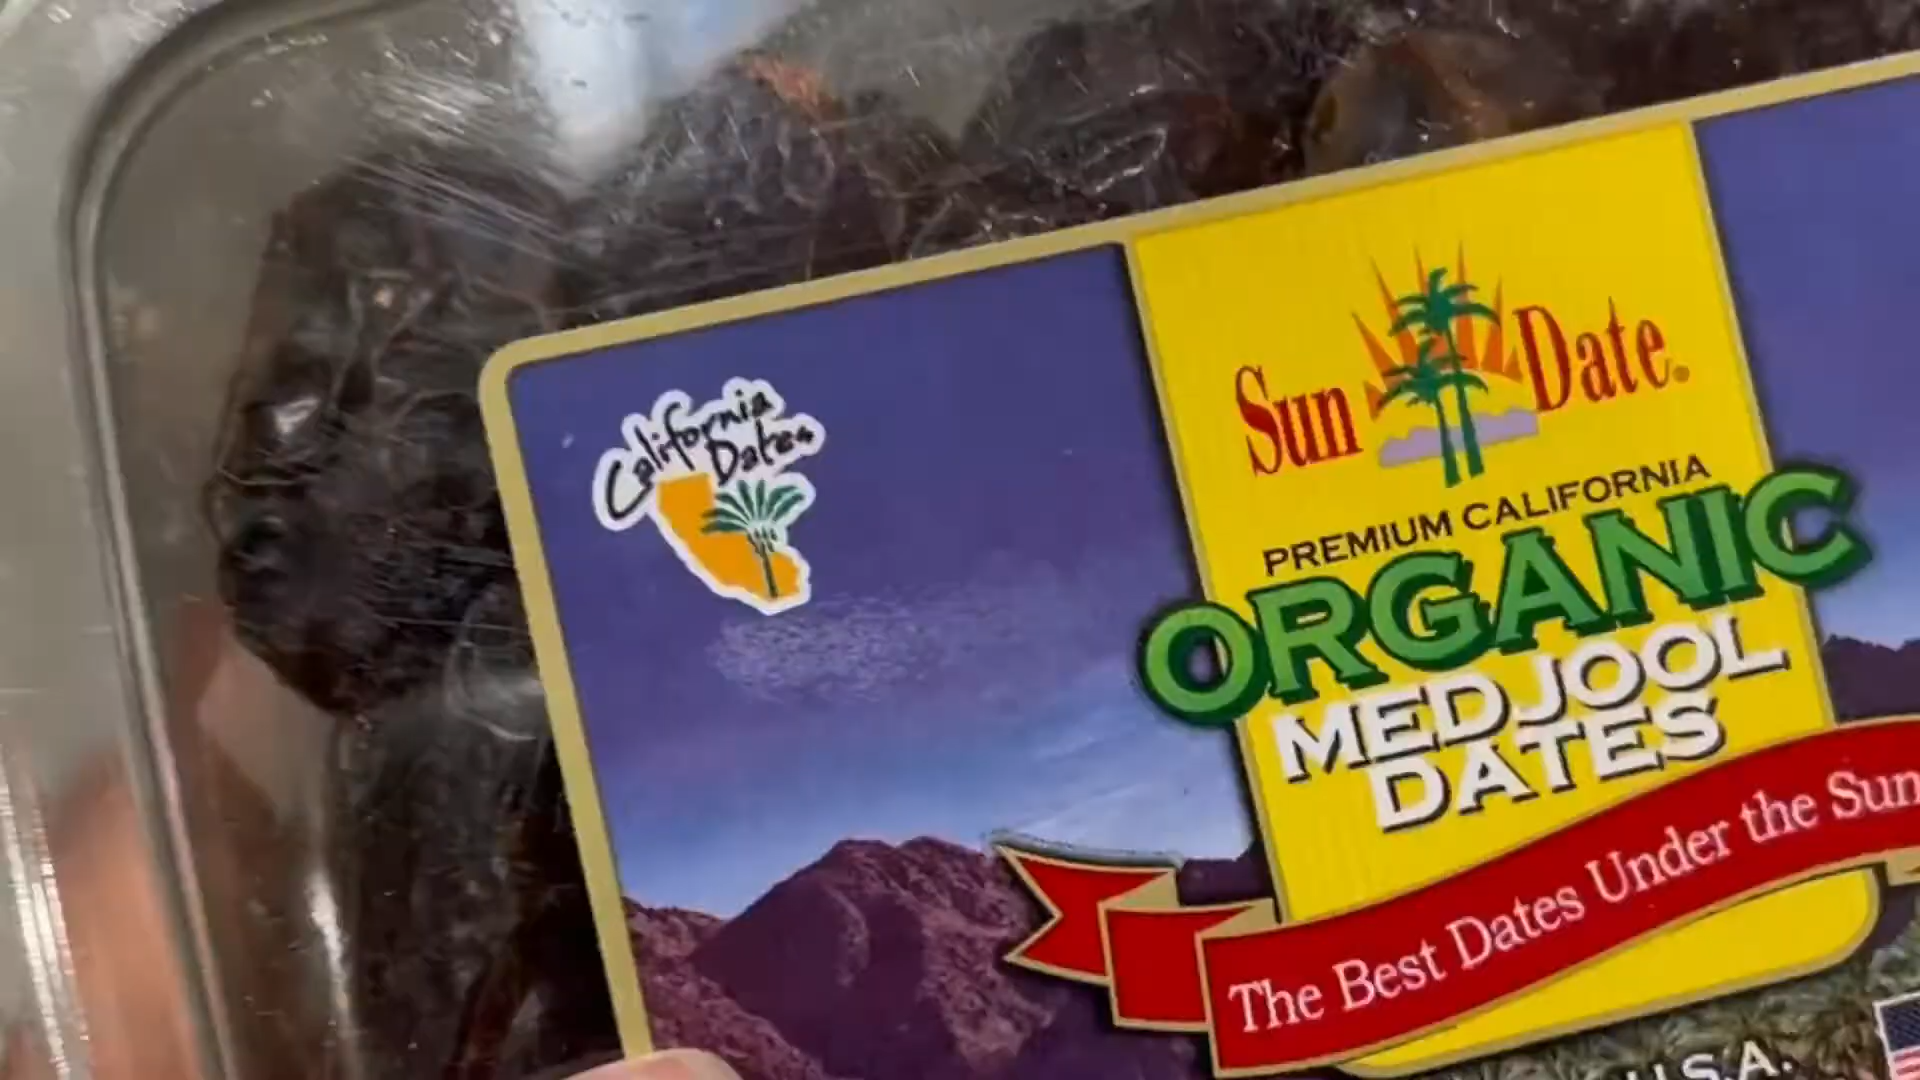 California
Dates
Sun Date®
PREMIUM CALIFORNIA
ORGANIC
MEDJOOL
DATES
The Best Dates Under the Sun
U.S.A.